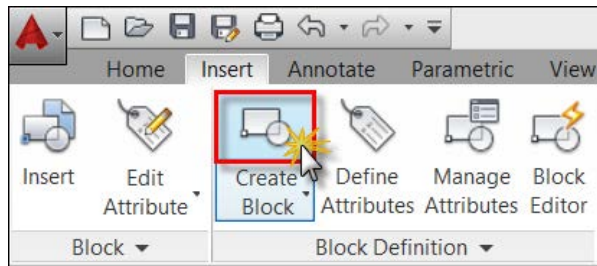 Home Insert Annotate Parametric View
Insert Edit Attribute Create Block Define Attributes Manage Attributes Block Editor
Block Block Definition